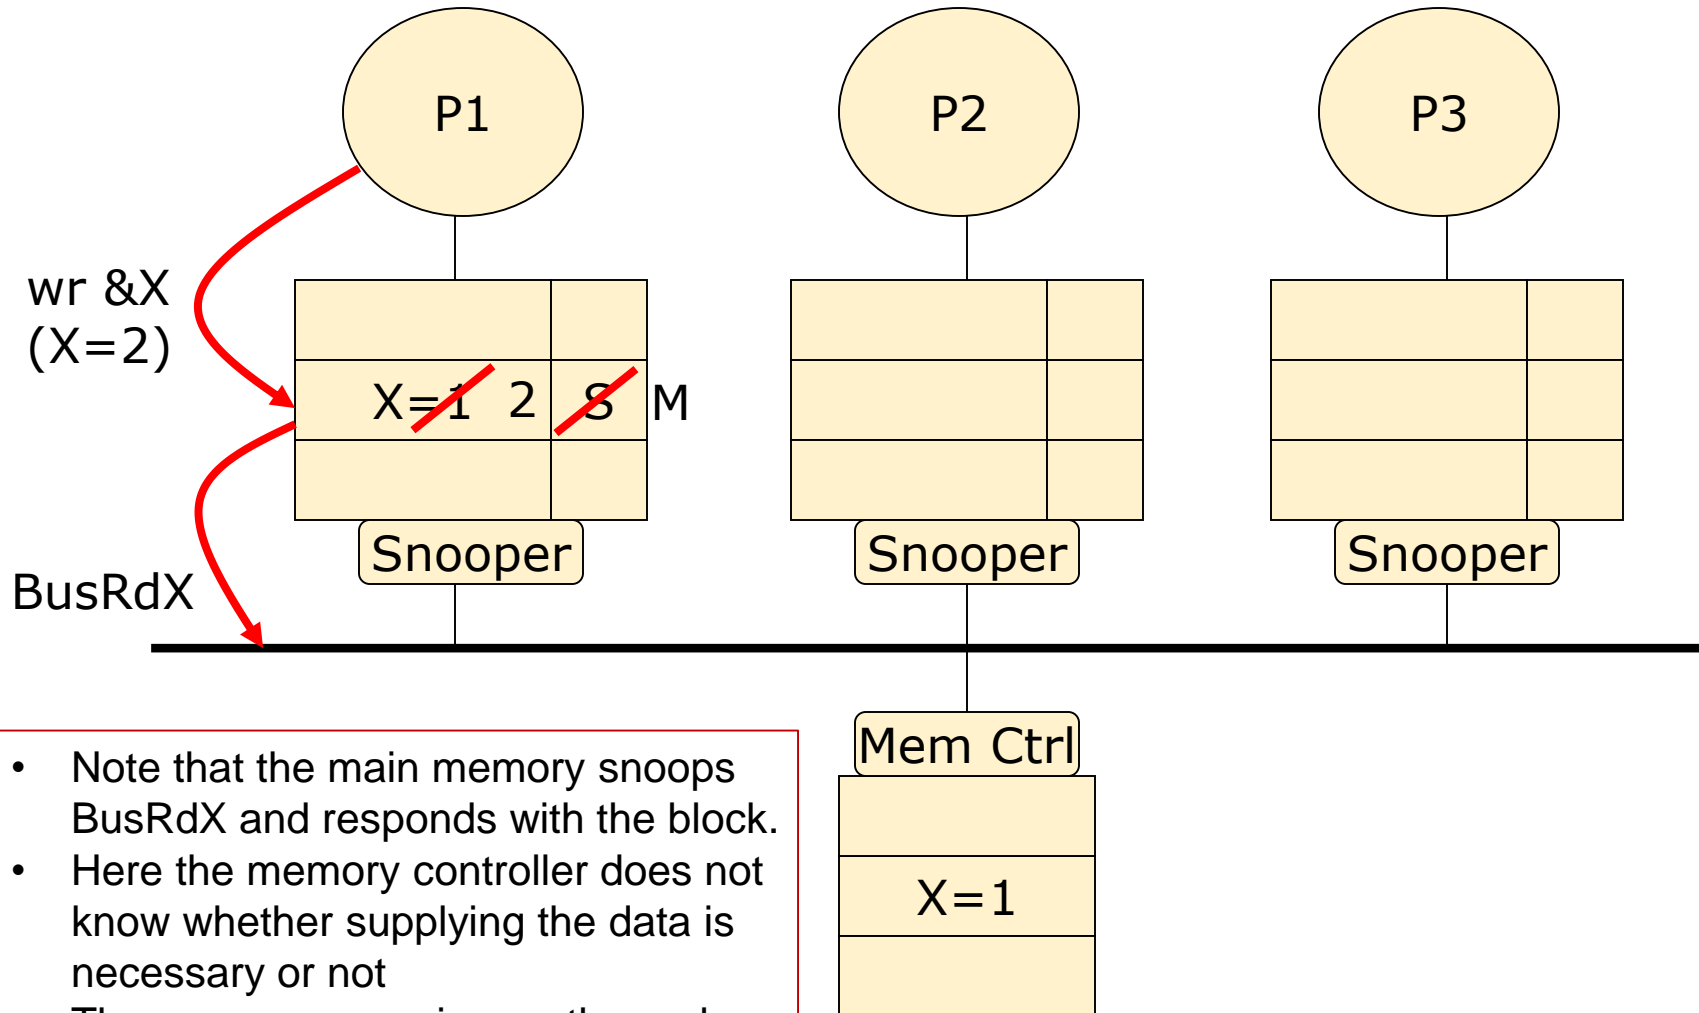 P1
P2
P3
wr &X
(X=2)
X=1 2 S M
Snooper
Snooper
Snooper
BusRdX
Mem Ctrl
X=1
• Note that the main memory snoops
BusRdX and responds with the block.
• Here the memory controller does not
know whether supplying the data is
necessary or not